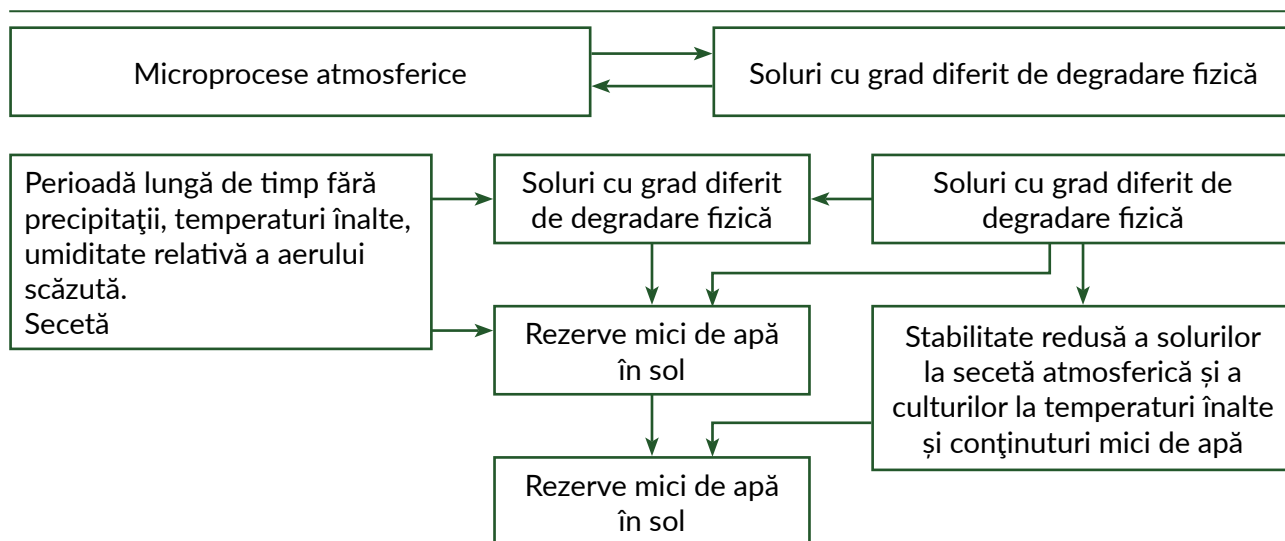 Microprocese atmosferice
Soluri cu grad diferit de degradare fizică
Perioadă lungă de timp fără
precipitaţii, temperaturi înalte,
umiditate relativă a aerului
scăzută.
Secetă
Soluri cu grad diferit
de degradare fizică
Soluri cu grad diferit de
degradare fizică
Rezerve mici de apă
în sol
Stabilitate redusă a solurilor
la secetă atmosferică și a
culturilor la temperaturi înalte
și conţinuturi mici de apă
Rezerve mici de apă
în sol